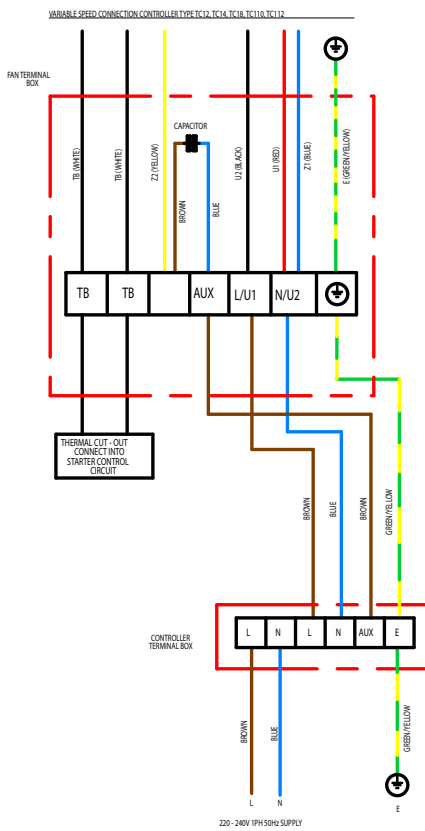 VARIABLE SPEED CONNECTION CONTROLLER TYPE TC12, TC14, TC18, TC110, TC112
FAN TERMINAL
BOX
CAPACITOR
TB (WHITE)
TB (WHITE)
Z2 (YELLOW)
BROWN
BLUE
U2 (BLACK)
U1 (RED)
Z1 (BLUE)
E (GREEN/YELLOW)
TB
TB
AUX
L/U1
N/U2
THERMAL CUT - OUT
CONNECT INTO
STARTER CONTROL
CIRCUIT
BROWN
BLUE
BROWN
GREEN/YELLOW
CONTROLLER
TERMINAL BOX
L
N
L
N
AUX
E
BROWN
BLUE
GREEN/YELLOW
L
N
E
220 - 240V 1PH 50Hz SUPPLY